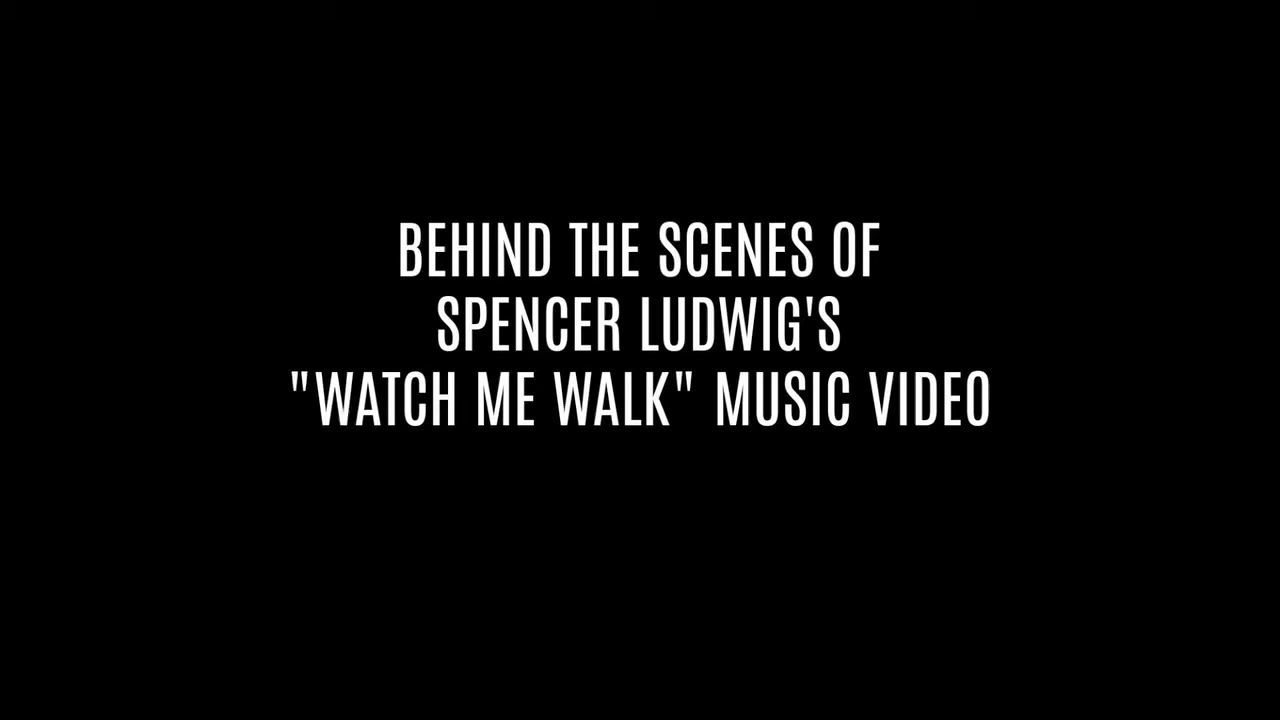 BEHIND THE SCENES OF
SPENCER LUDWIG'S
"WATCH ME WALK" MUSIC VIDEO